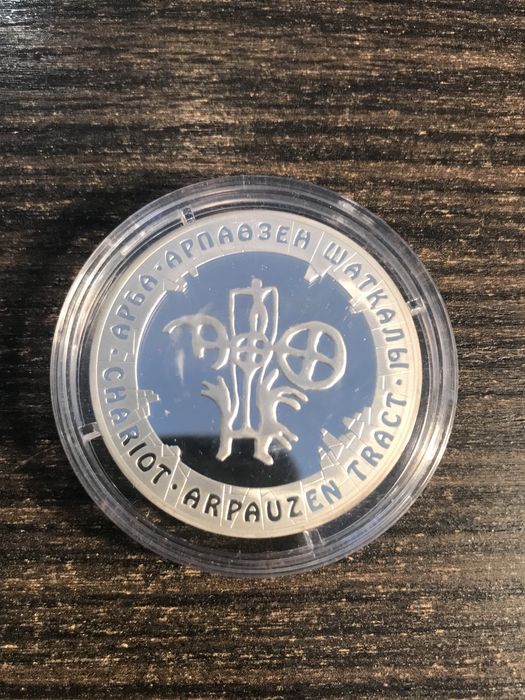 АРБА · АРПАӨЗЕН ШАТҚАЛЫ ·
CHARIOT · ARPAUZEN TRACT ·